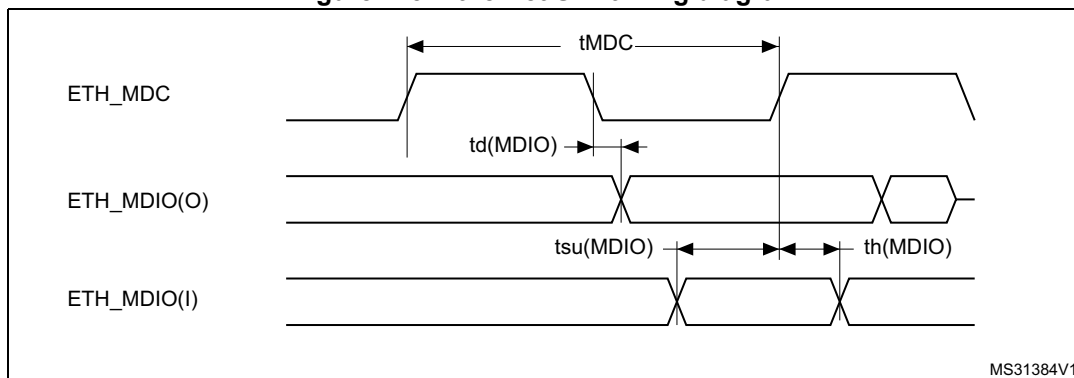 tMDC
ETH_MDC
td(MDIO)
ETH_MDIO(O)
tsu(MDIO) th(MDIO)
ETH_MDIO(I)
MS31384V1